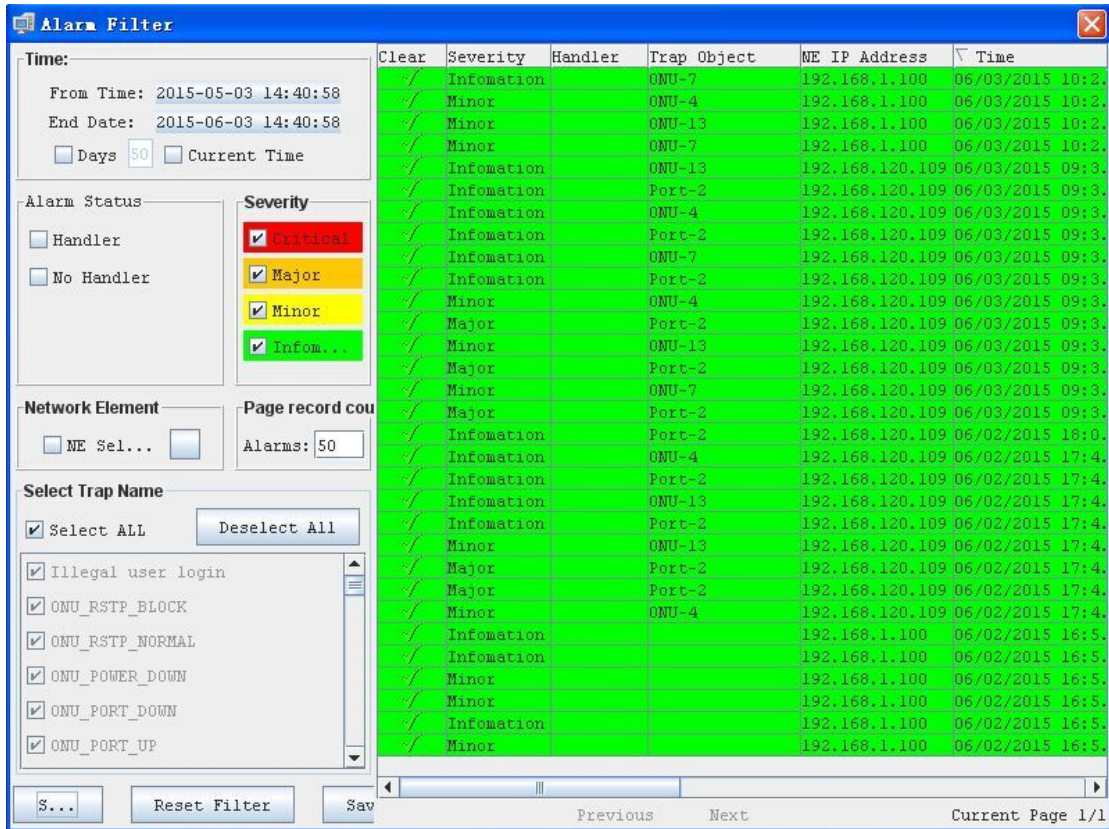 Alarm Filter
Time:
From Time: 2015-05-03 14:40:58
End Date: 2015-06-03 14:40:58
Days 50 Current Time
Alarm Status
Handler
No Handler
Severity
Critical
Major
Minor
Infom...
Network Element
NE Sel...
Page record cou
Alarms: 50
Select Trap Name
Select ALL Deselect All
Illegal user login
ONU_RSTP_BLOCK
ONU_RSTP_NORMAL
ONU_POWER_DOWN
ONU_PORT_DOWN
ONU_PORT_UP
S... Reset Filter Sav
Clear Severity Handler Trap Object NE IP Address Time
Infomation ONU-7 192.168.1.100 06/03/2015 10:2.
Minor ONU-4 192.168.1.100 06/03/2015 10:2.
Minor ONU-13 192.168.1.100 06/03/2015 10:2.
Minor ONU-7 192.168.1.100 06/03/2015 10:2.
Infomation ONU-13 192.168.120.109 06/03/2015 09:3.
Infomation Port-2 192.168.120.109 06/03/2015 09:3.
Infomation ONU-4 192.168.120.109 06/03/2015 09:3.
Infomation Port-2 192.168.120.109 06/03/2015 09:3.
Infomation ONU-7 192.168.120.109 06/03/2015 09:3.
Infomation Port-2 192.168.120.109 06/03/2015 09:3.
Minor ONU-4 192.168.120.109 06/03/2015 09:3.
Major Port-2 192.168.120.109 06/03/2015 09:3.
Minor ONU-13 192.168.120.109 06/03/2015 09:3.
Major Port-2 192.168.120.109 06/03/2015 09:3.
Minor ONU-7 192.168.120.109 06/03/2015 09:3.
Major Port-2 192.168.120.109 06/03/2015 09:3.
Infomation Port-2 192.168.120.109 06/02/2015 18:0.
Infomation ONU-4 192.168.120.109 06/02/2015 17:4.
Infomation Port-2 192.168.120.109 06/02/2015 17:4.
Infomation ONU-13 192.168.120.109 06/02/2015 17:4.
Infomation Port-2 192.168.120.109 06/02/2015 17:4.
Minor ONU-13 192.168.120.109 06/02/2015 17:4.
Major Port-2 192.168.120.109 06/02/2015 17:4.
Major Port-2 192.168.120.109 06/02/2015 17:4.
Minor ONU-4 192.168.120.109 06/02/2015 17:4.
Infomation 192.168.1.100 06/02/2015 16:5.
Infomation 192.168.1.100 06/02/2015 16:5.
Minor 192.168.1.100 06/02/2015 16:5.
Minor 192.168.1.100 06/02/2015 16:5.
Infomation 192.168.1.100 06/02/2015 16:5.
Minor 192.168.1.100 06/02/2015 16:5.
Previous Next Current Page 1/1